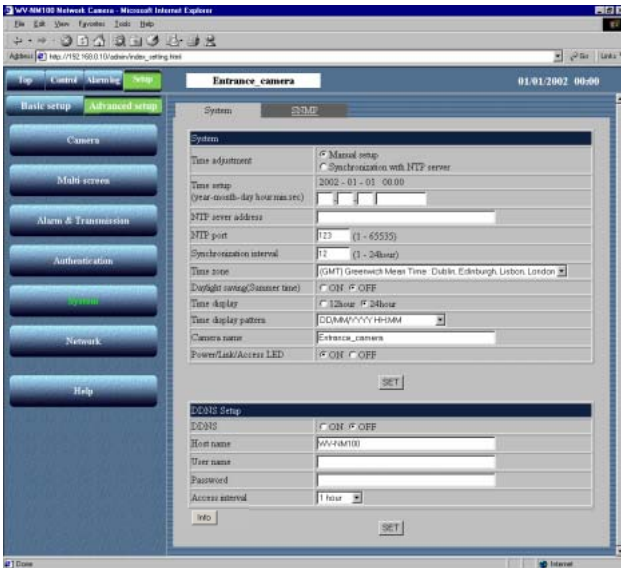 WV-NM100 Network Camera - Microsoft Internet Explorer
File Edit View Favorites Tools Help
Address http://192.168.0.10/admin/index_setting.html Go Links
Top Control Alarm log Setup Entrance_camera 01/01/2002 00:00
Basic setup Advanced setup
System SNMP
Camera
Multi-screen
Alarm & Transmission
Authentication
System
Network
Help
System
Time adjustment Manual setup
Synchronization with NTP server
Time setup
(year-month-day hour:min:sec)
2002 - 01 - 01 00:00
NTP sever address
NTP port 123 (1 - 65535)
Synchronization interval 12 (1 - 24hour)
Time zone (GMT) Greenwich Mean Time : Dublin, Edinburgh, Lisbon, London
Daylight saving(Summer time) ON OFF
Time display 12hour 24hour
Time display pattern DD/MM/YYYY HH:MM
Camera name Entrance_camera
Power/Link/Access LED ON OFF
SET
DDNS Setup
DDNS ON OFF
Host name WV-NM100
User name
Password
Access interval 1 hour
Info
SET
Done Internet